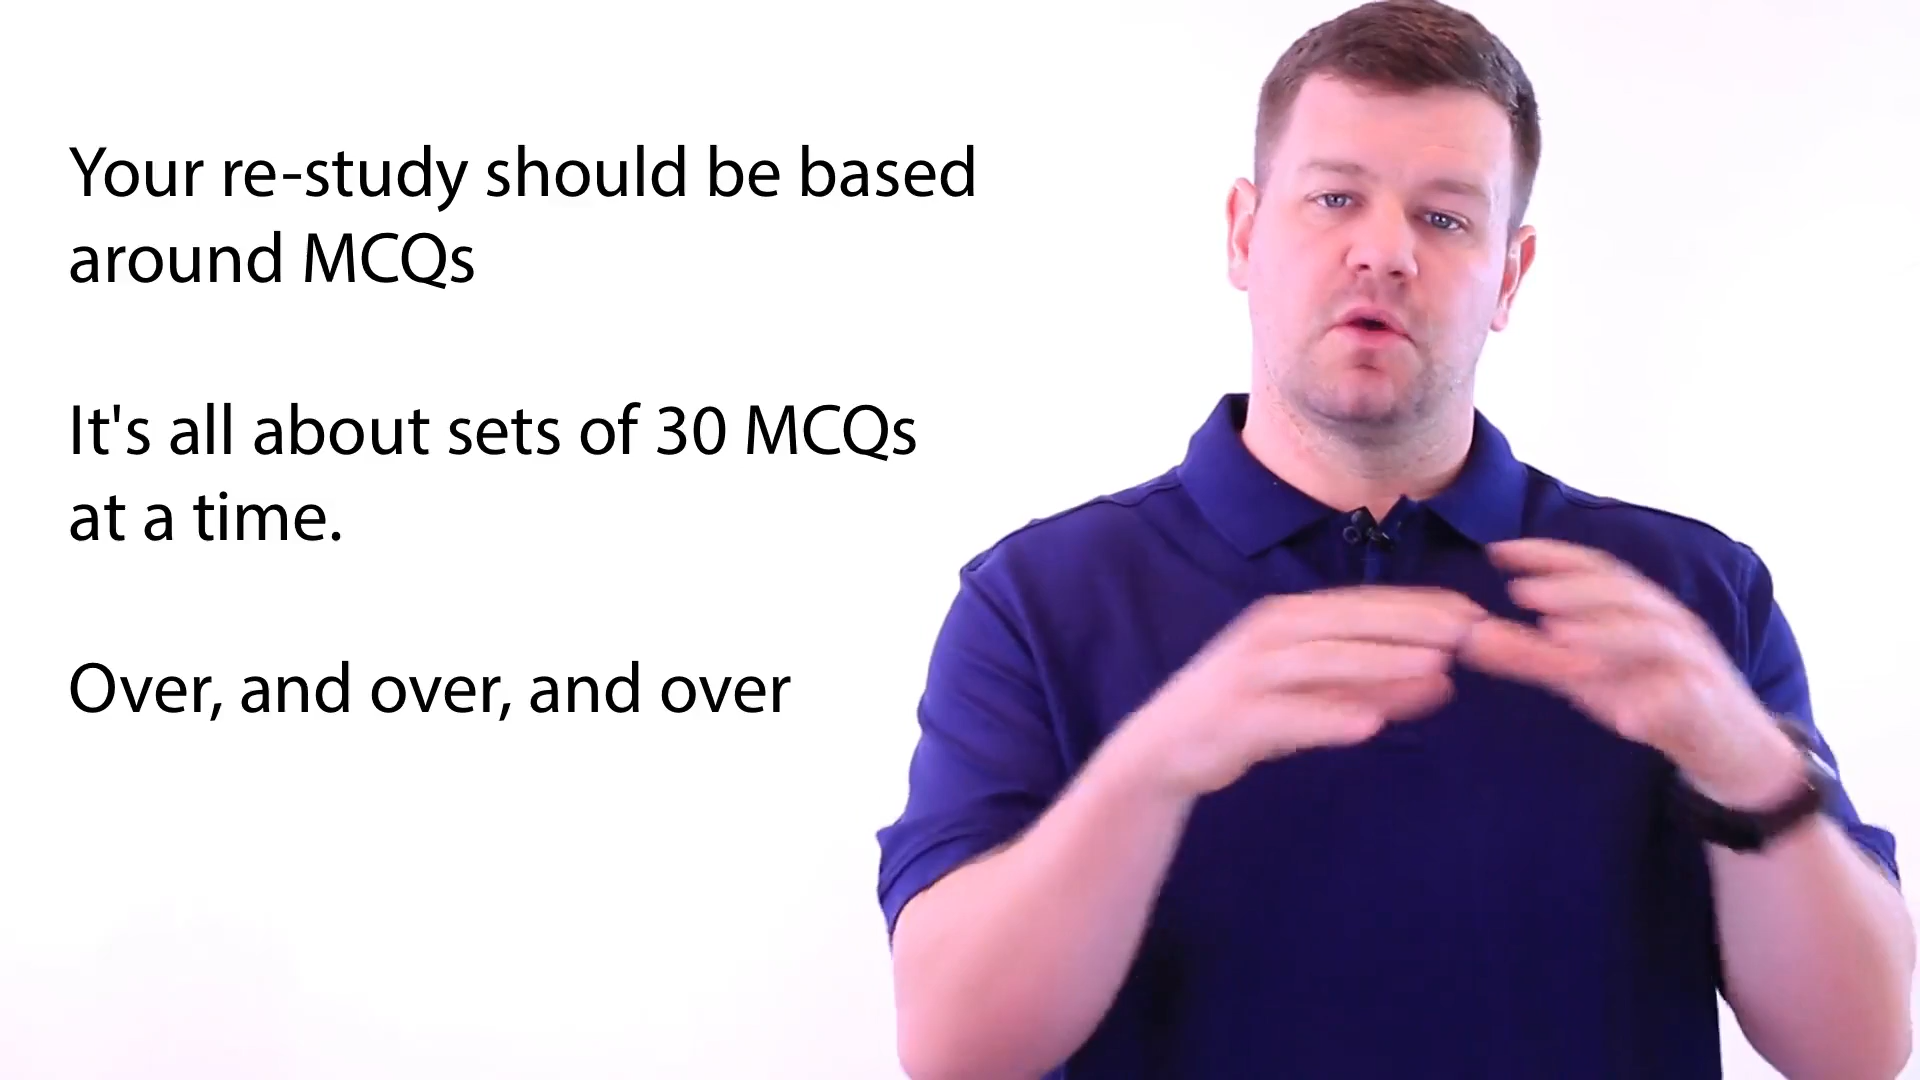 Your re-study should be based
around MCQs
It's all about sets of 30 MCQs
at a time.
Over, and over, and over